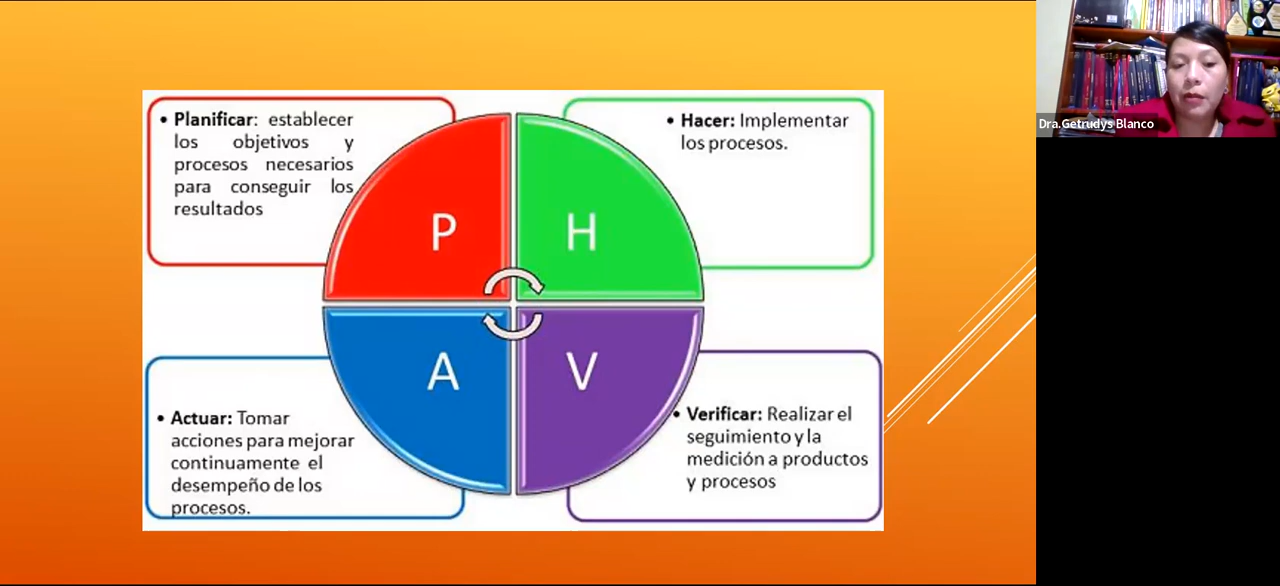 • Planificar: establecer
los objetivos y
procesos necesarios
para conseguir los
resultados
• Hacer: Implementar
los procesos.
P
H
A
V
• Actuar: Tomar
acciones para mejorar
continuamente el
desempeño de los
procesos.
• Verificar: Realizar el
seguimiento y la
medición a productos
y procesos
Dra.Getrudys Blanco